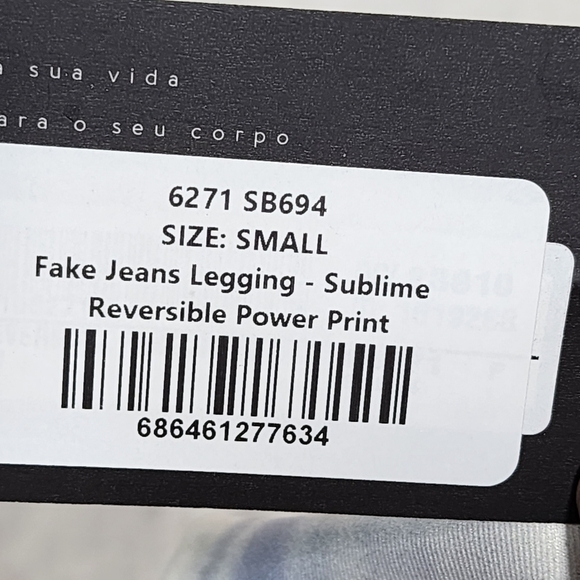 sua vida
ara o seu corpo
6271 SB694
SIZE: SMALL
Fake Jeans Legging - Sublime
Reversible Power Print
686461277634